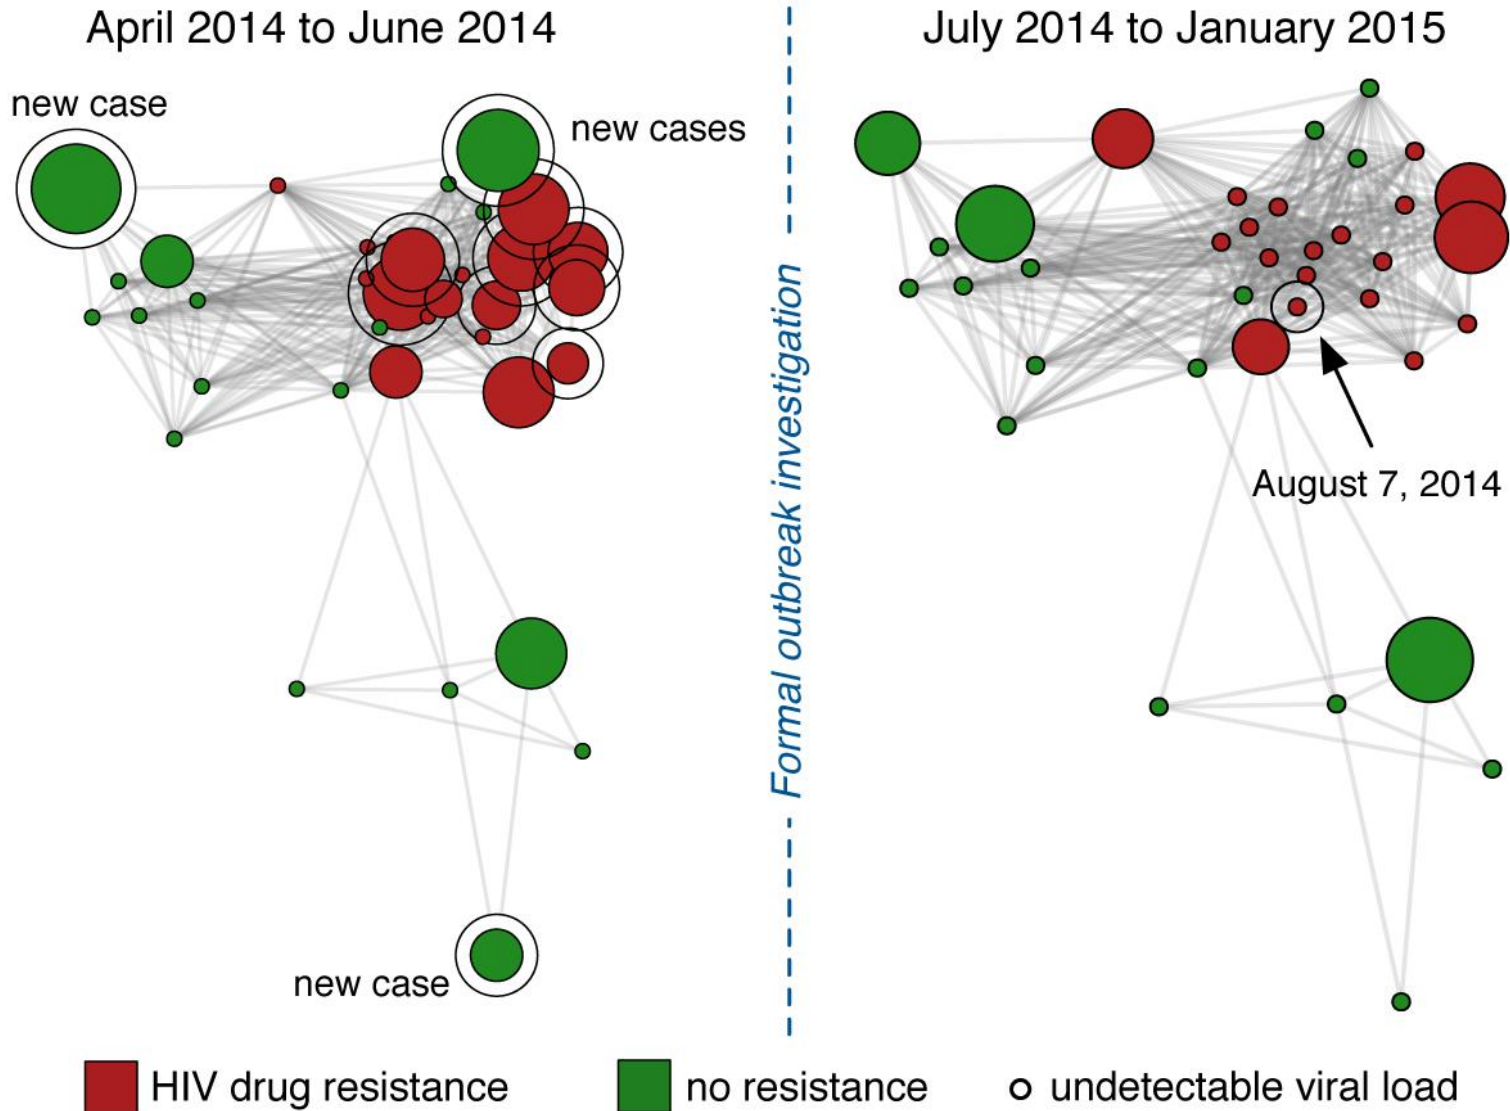 April 2014 to June 2014
July 2014 to January 2015
new case
new cases
Formal outbreak investigation
August 7, 2014
new case
HIV drug resistance
no resistance
undetectable viral load